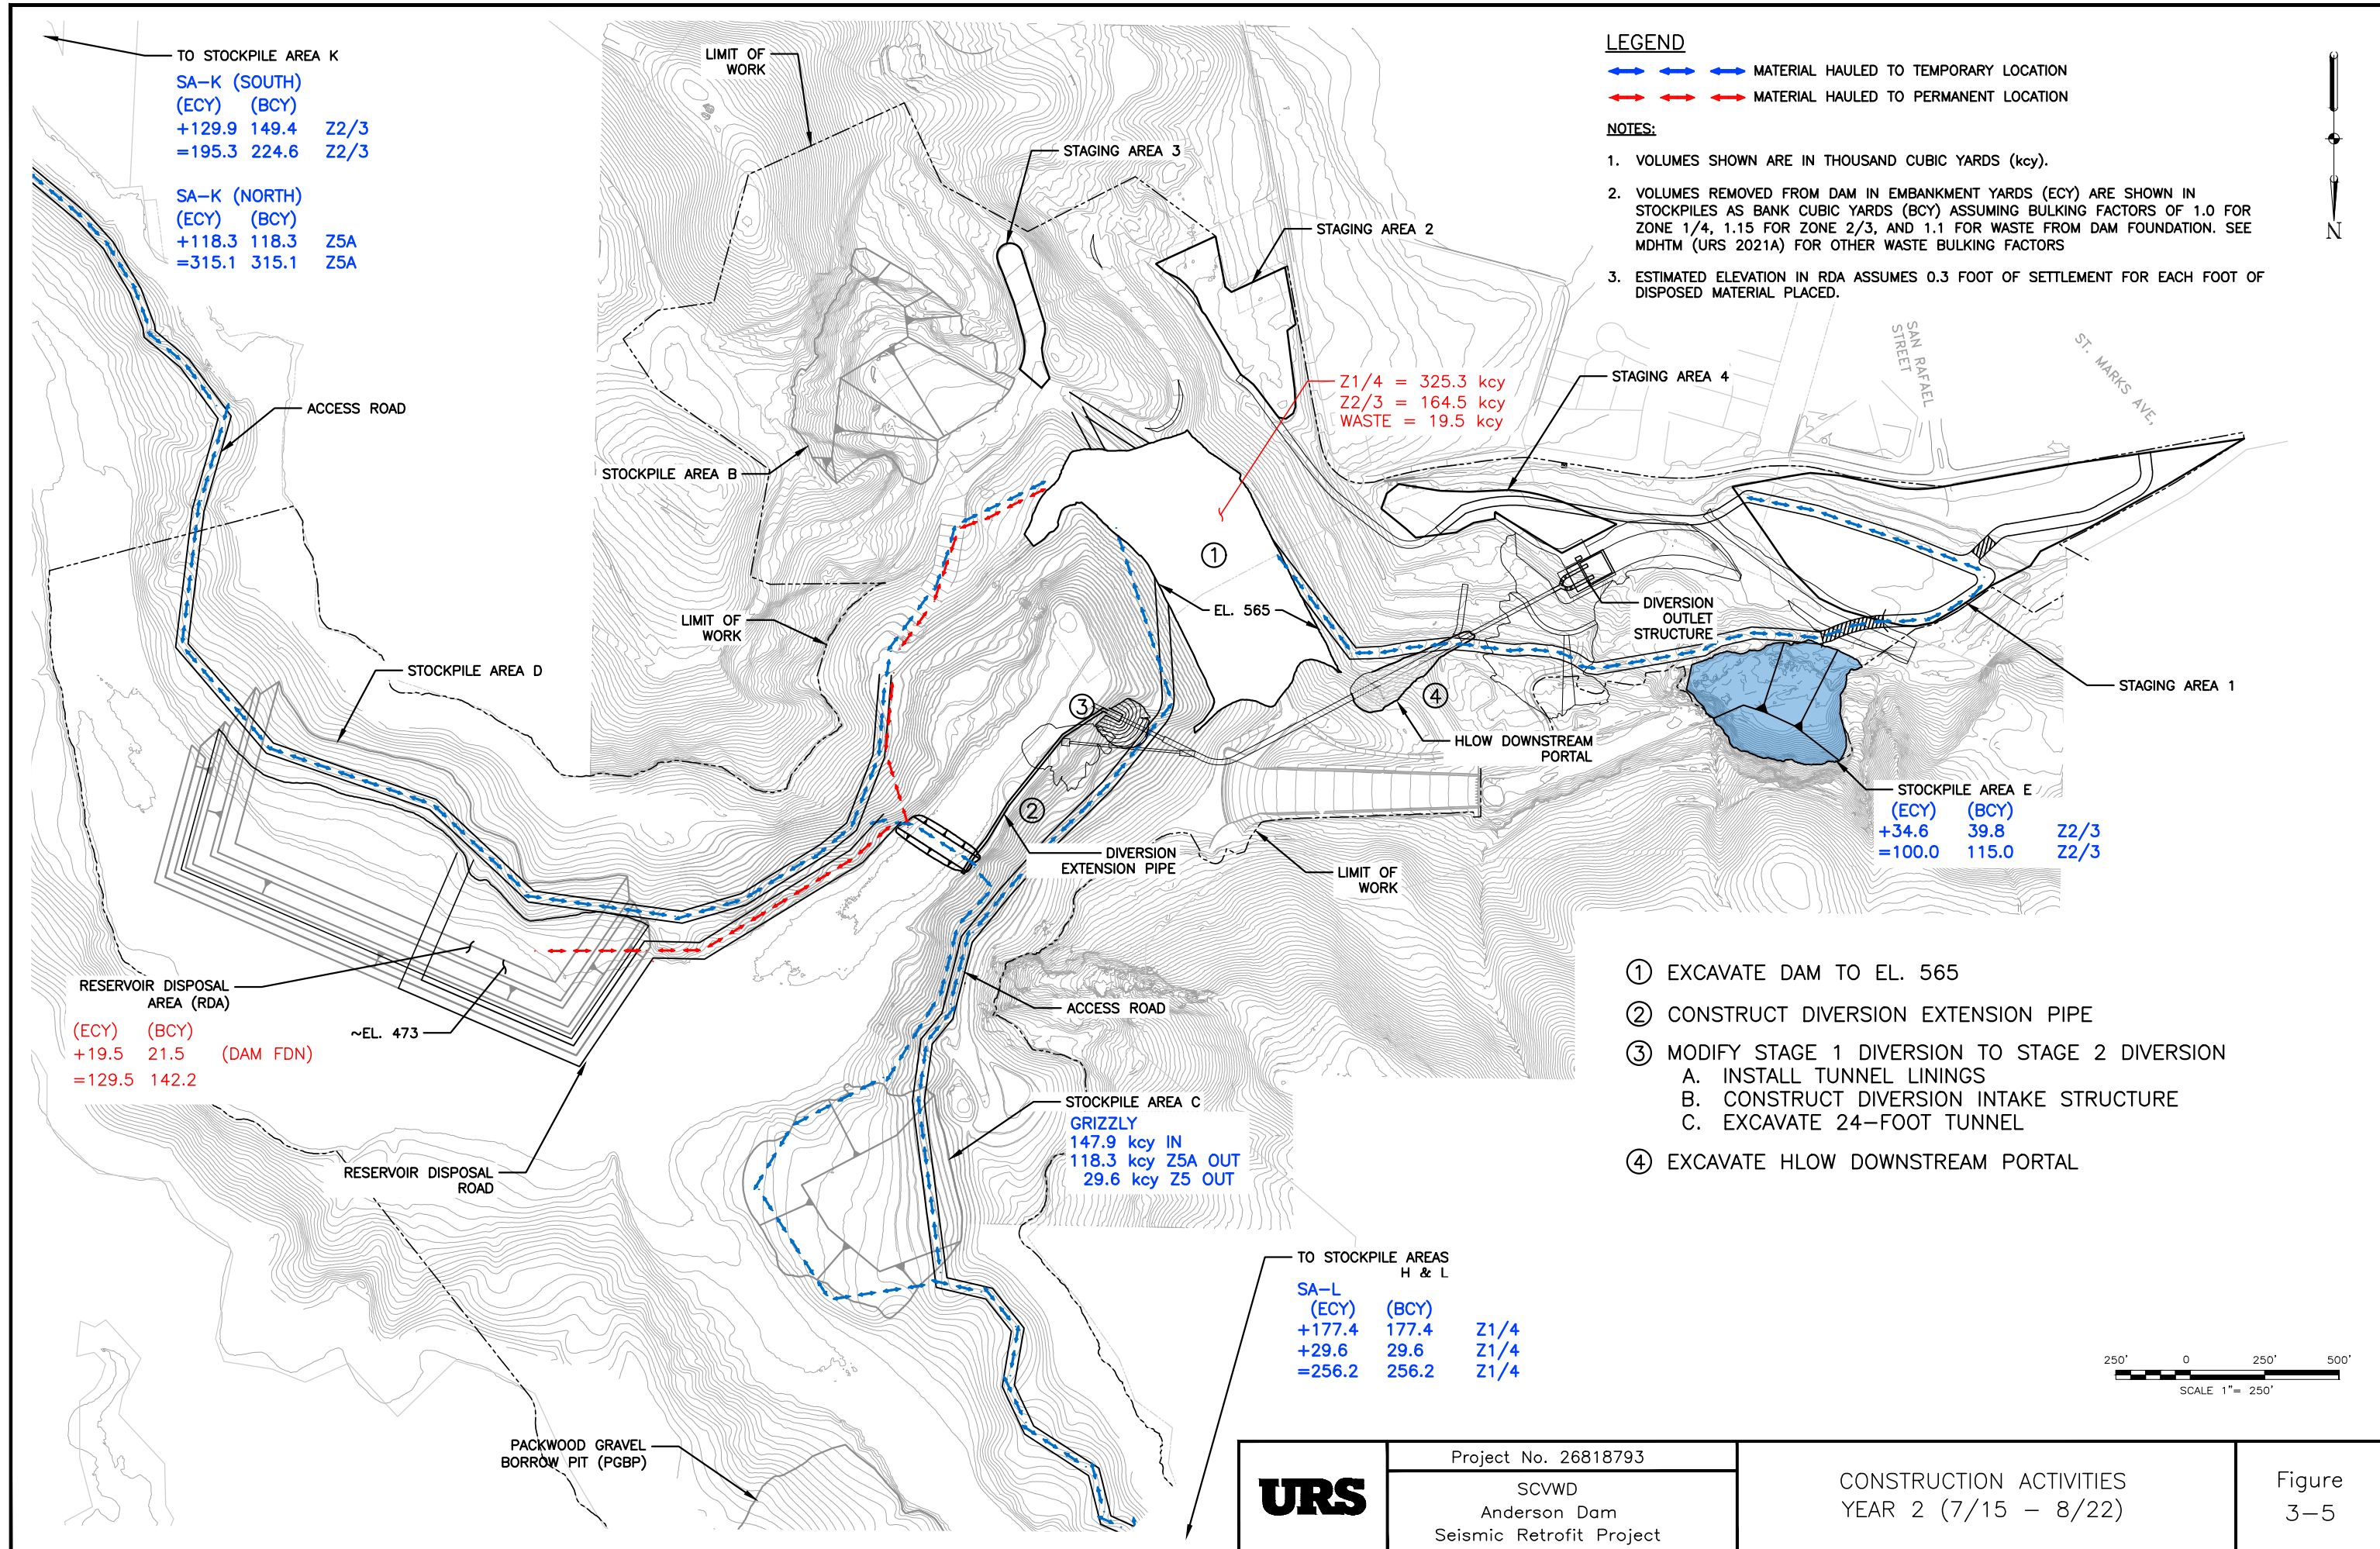 TO STOCKPILE AREA K
SA-K (SOUTH)
(ECY) (BCY)
+129.9 149.4 Z2/3
=195.3 224.6 Z2/3
SA-K (NORTH)
(ECY) (BCY)
+118.3 118.3 Z5A
=315.1 315.1 Z5A
LIMIT OF
WORK
STAGING AREA 3
STAGING AREA 2
LEGEND
MATERIAL HAULED TO TEMPORARY LOCATION
MATERIAL HAULED TO PERMANENT LOCATION
NOTES:
1. VOLUMES SHOWN ARE IN THOUSAND CUBIC YARDS (kcy).
2. VOLUMES REMOVED FROM DAM IN EMBANKMENT YARDS (ECY) ARE SHOWN IN
STOCKPILES AS BANK CUBIC YARDS (BCY) ASSUMING BULKING FACTORS OF 1.0 FOR
ZONE 1/4, 1.15 FOR ZONE 2/3, AND 1.1 FOR WASTE FROM DAM FOUNDATION. SEE
MDHTM (URS 2021A) FOR OTHER WASTE BULKING FACTORS
3. ESTIMATED ELEVATION IN RDA ASSUMES 0.3 FOOT OF SETTLEMENT FOR EACH FOOT OF
DISPOSED MATERIAL PLACED.
N
SAN RAFAEL
STREET
ST. MARKS AVE,
Z1/4 = 325.3 kcy
Z2/3 = 164.5 kcy
WASTE = 19.5 kcy
STAGING AREA 4
ACCESS ROAD
STOCKPILE AREA B
1
EL. 565
LIMIT OF
WORK
DIVERSION
OUTLET
STRUCTURE
STOCKPILE AREA D
STAGING AREA 1
3
4
HLOW DOWNSTREAM
PORTAL
STOCKPILE AREA E
(ECY) (BCY)
+34.6 39.8 Z2/3
=100.0 115.0 Z2/3
2
DIVERSION
EXTENSION PIPE
LIMIT OF
WORK
RESERVOIR DISPOSAL
AREA (RDA)
(ECY) (BCY)
+19.5 21.5 (DAM FDN)
=129.5 142.2
~EL. 473
ACCESS ROAD
1 EXCAVATE DAM TO EL. 565
2 CONSTRUCT DIVERSION EXTENSION PIPE
3 MODIFY STAGE 1 DIVERSION TO STAGE 2 DIVERSION
A. INSTALL TUNNEL LININGS
B. CONSTRUCT DIVERSION INTAKE STRUCTURE
C. EXCAVATE 24-FOOT TUNNEL
4 EXCAVATE HLOW DOWNSTREAM PORTAL
STOCKPILE AREA C
GRIZZLY
147.9 kcy IN
118.3 kcy Z5A OUT
29.6 kcy Z5 OUT
RESERVOIR DISPOSAL
ROAD
TO STOCKPILE AREAS
H & L
SA-L
(ECY) (BCY)
+177.4 177.4 Z1/4
+29.6 29.6 Z1/4
=256.2 256.2 Z1/4
250' 0 250' 500'
SCALE 1"= 250'
PACKWOOD GRAVEL
BORROW PIT (PGBP)
URS
Project No. 26818793
SCVWD
Anderson Dam
Seismic Retrofit Project
CONSTRUCTION ACTIVITIES
YEAR 2 (7/15 - 8/22)
Figure
3-5